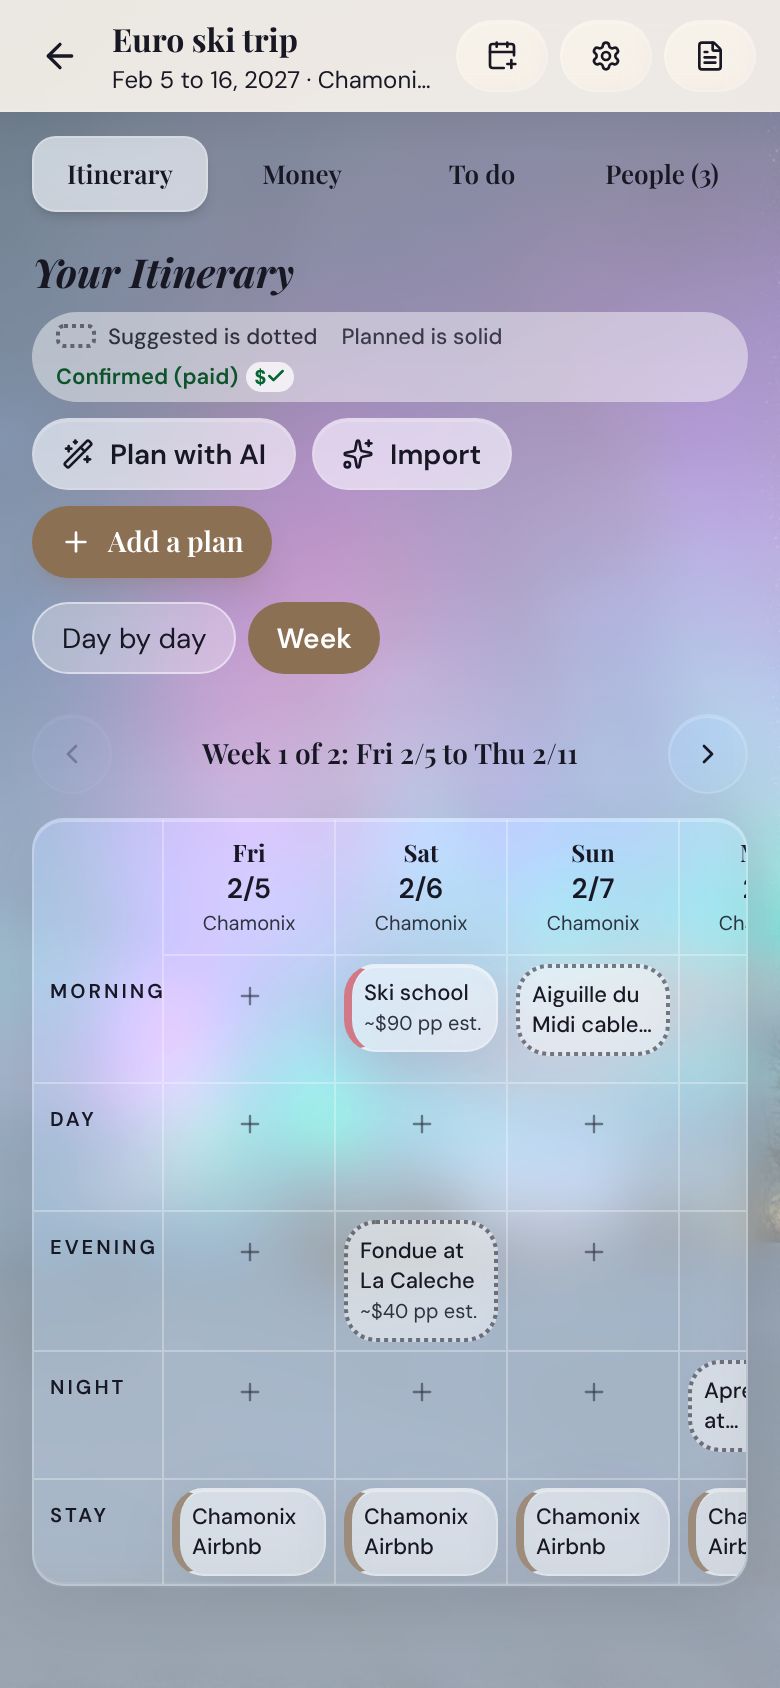 Euro ski trip
Feb 5 to 16, 2027 · Chamoni...
Itinerary
Money
To do
People (3)
Your Itinerary
Suggested is dotted
Planned is solid
Confirmed (paid) $✓
Plan with AI
Import
+ Add a plan
Day by day
Week
Week 1 of 2: Fri 2/5 to Thu 2/11
Fri
2/5
Chamonix
Sat
2/6
Chamonix
Sun
2/7
Chamonix
MORNING
Ski school
~$90 pp est.
Aiguille du
Midi cable...
DAY
EVENING
Fondue at
La Caleche
~$40 pp est.
NIGHT
at...
STAY
Chamonix
Airbnb
Chamonix
Airbnb
Chamonix
Airbnb